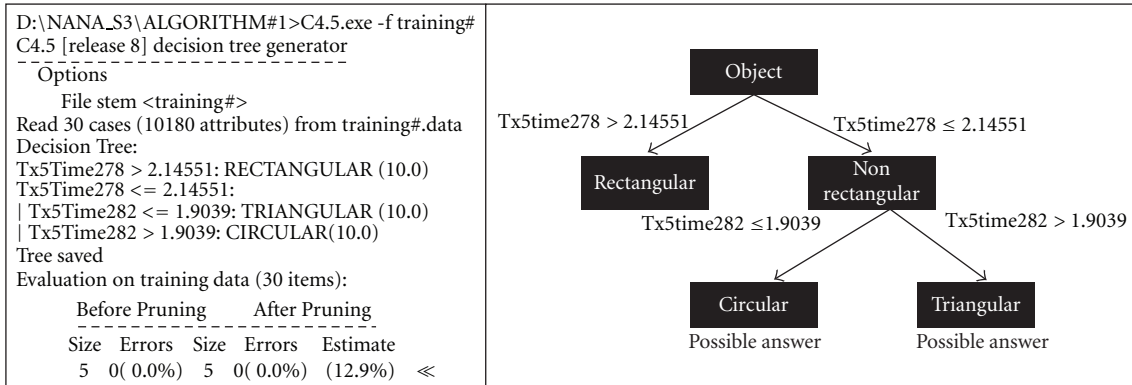 D:\NANA_S3\ALGORITHM#1>C4.5.exe -f training#
C4.5 [release 8] decision tree generator
Options
File stem <training#>
Read 30 cases (10180 attributes) from training#.data
Decision Tree:
Tx5Time278 > 2.14551: RECTANGULAR (10.0)
Tx5Time278 <= 2.14551:
| Tx5Time282 <= 1.9039: TRIANGULAR (10.0)
| Tx5Time282 > 1.9039: CIRCULAR(10.0)
Tree saved
Evaluation on training data (30 items):
Before Pruning After Pruning
Size Errors Size Errors Estimate
5 0( 0.0%) 5 0( 0.0%) (12.9%) ≪
Object
Tx5time278 > 2.14551 Tx5time278 ≤ 2.14551
Rectangular
Non
rectangular
Tx5time282 ≤1.9039 Tx5time282 > 1.9039
Circular Triangular
Possible answer Possible answer